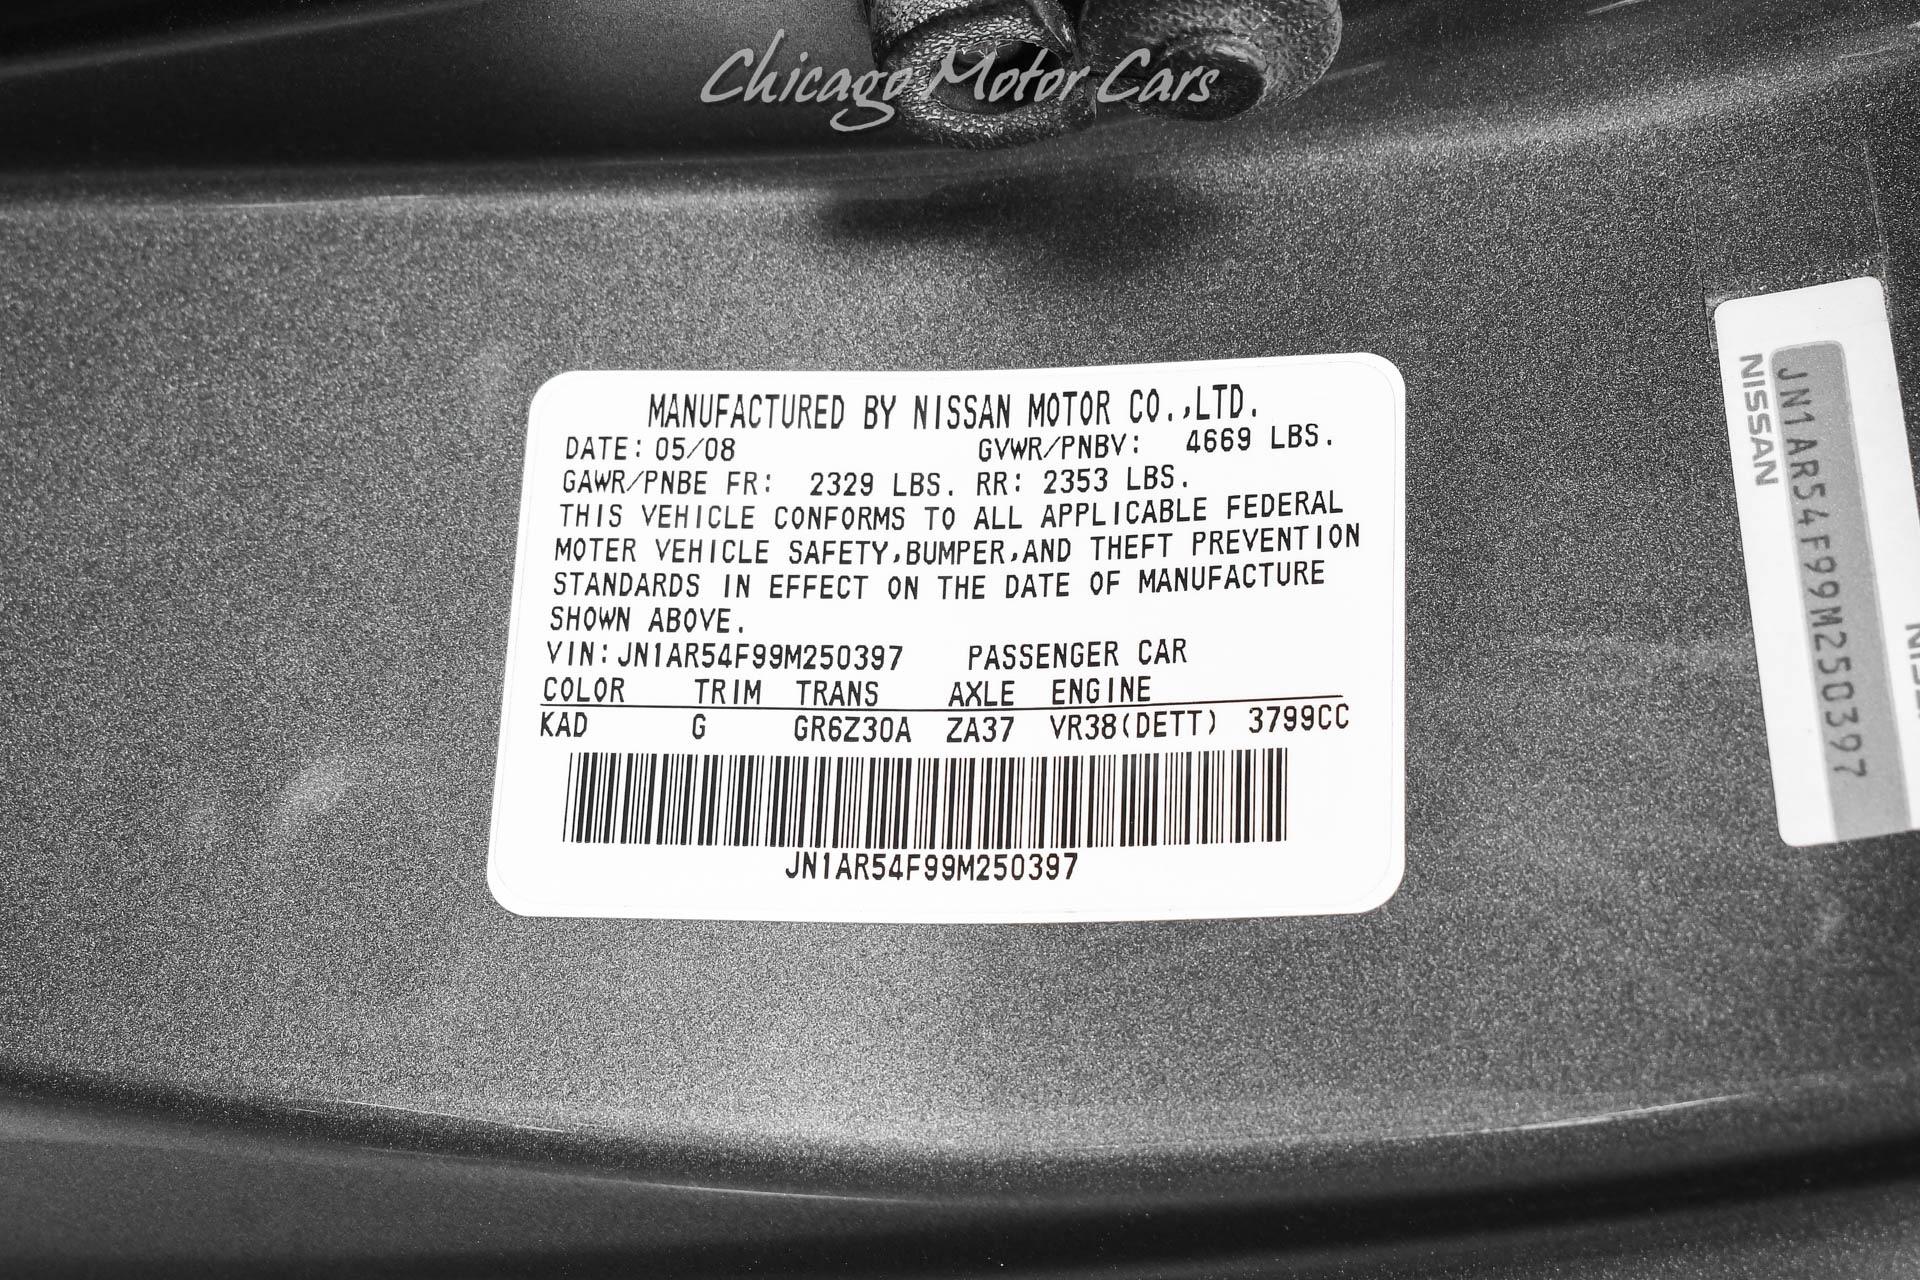 Chicago Motor Cars
MANUFACTURED BY NISSAN MOTOR CO.,LTD.
DATE: 05/08 GVWR/PNBV: 4669 LBS.
GAWR/PNBE FR: 2329 LBS. RR: 2353 LBS.
THIS VEHICLE CONFORMS TO ALL APPLICABLE FEDERAL
MOTER VEHICLE SAFETY,BUMPER,AND THEFT PREVENTION
STANDARDS IN EFFECT ON THE DATE OF MANUFACTURE
SHOWN ABOVE.
VIN:JN1AR54F99M250397 PASSENGER CAR
COLOR TRIM TRANS AXLE ENGINE
KAD G GR6Z30A ZA37 VR38(DETT) 3799CC
JN1AR54F99M250397
NISSAN
JN1AR54F99M250397